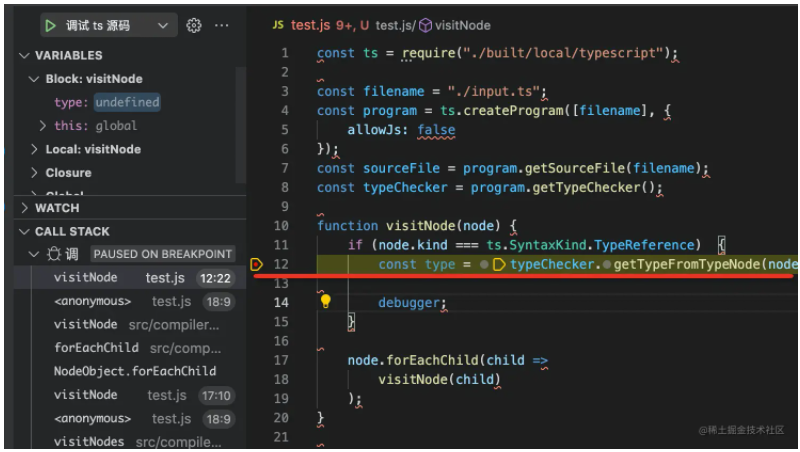 调试 ts 源码
VARIABLES
Block: visitNode
type: undefined
this: global
Local: visitNode
Closure
Global
WATCH
CALL STACK
调 PAUSED ON BREAKPOINT
visitNode test.js 12:22
<anonymous> test.js 18:9
visitNode src/compiler...
forEachChild src/comp...
NodeObject.forEachChild
visitNode test.js 17:10
<anonymous> test.js 18:9
visitNodes src/compile...
JS test.js 9+, U test.js/ visitNode
1 const ts = require("./built/local/typescript");
2
3 const filename = "./input.ts";
4 const program = ts.createProgram([filename], {
5 allowJs: false
6 });
7 const sourceFile = program.getSourceFile(filename);
8 const typeChecker = program.getTypeChecker();
9
10 function visitNode(node) {
11 if (node.kind === ts.SyntaxKind.TypeReference) {
12 const type = typeChecker.getTypeFromTypeNode(node
13
14 debugger;
15 }
16
17 node.forEachChild(child =>
18 visitNode(child)
19 );
20 }
21
@稀土掘金技术社区